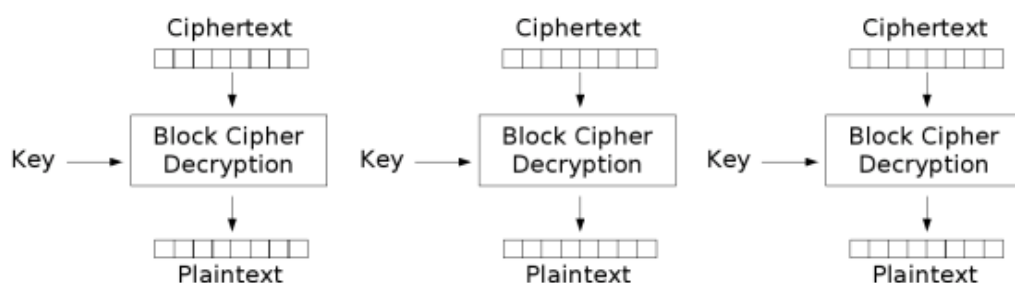 Ciphertext Ciphertext Ciphertext
Block Cipher Block Cipher Block Cipher
Key Decryption Key Decryption Key Decryption
Plaintext Plaintext Plaintext